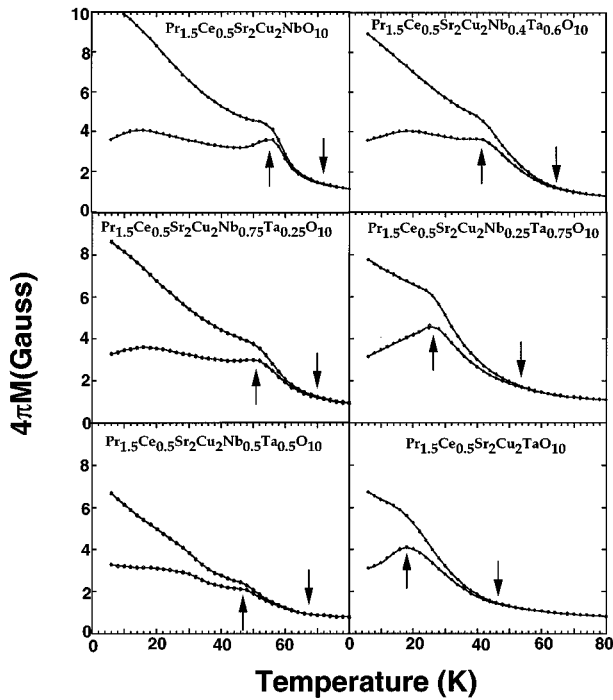 10
8
6
4
2
0
Pr1.5Ce0.5Sr2Cu2NbO10
Pr1.5Ce0.5Sr2Cu2Nb0.4Ta0.6O10
8
6
4
2
0
Pr1.5Ce0.5Sr2Cu2Nb0.75Ta0.25O10
Pr1.5Ce0.5Sr2Cu2Nb0.25Ta0.75O10
8
6
4
2
0
Pr1.5Ce0.5Sr2Cu2Nb0.5Ta0.5O10
Pr1.5Ce0.5Sr2Cu2TaO10
4πM(Gauss)
0 20 40 60 0 20 40 60 80
Temperature (K)